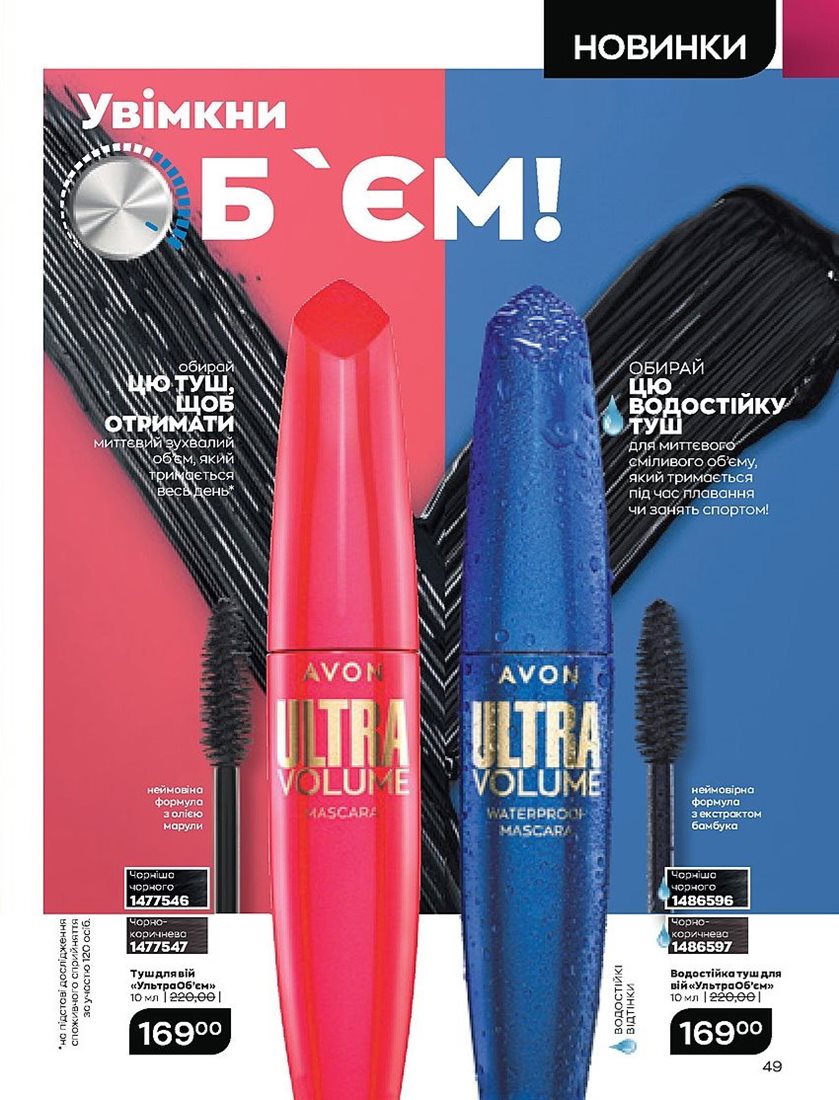 НОВИНКИ
Увімкни
ОБ`ЄМ!
обирай
ЦЮ ТУШ,
ЩОБ
ОТРИМАТИ
миттєвий зухвалий
об'єм, який
тримається
весь день*
ОБИРАЙ
ЦЮ
ВОДОСТІЙКУ
ТУШ
для миттєвого
сміливого об'єму,
який тримається
під час плавання
чи занять спортом!
AVON
ULTRA
VOLUME
MASCARA
AVON
ULTRA
VOLUME
WATERPROOF
MASCARA
неймовіна
формула
з олією
марули
неймовірна
формула
з екстрактом
бамбука
Чорніша
чорного
1477546
Чорно-
коричнева
1477547
Туш для вій
«УльтраОб'єм»
10 мл | 220,00 |
16900
Чорніша
чорного
1486596
Чорно-
коричнева
1486597
Водостійка туш для
вій «УльтраОб'єм»
10 мл | 220,00 |
16900
*на підставі дослідження
споживчого сприйняття
за участю 120 осіб.
ВОДОСТІЙКІ
ВІДТІНКИ
49